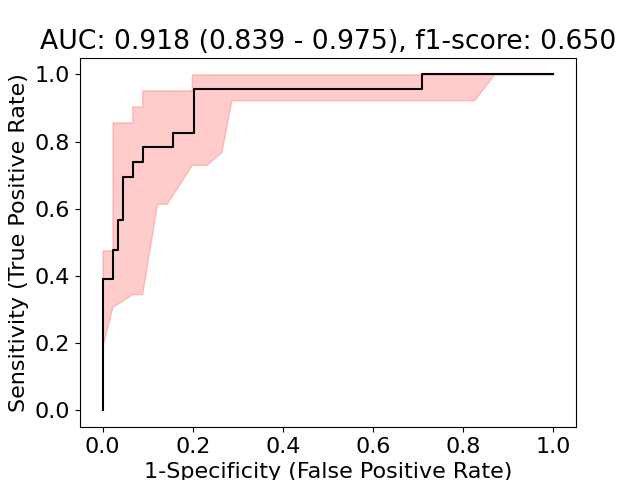 AUC: 0.918 (0.839 - 0.975), f1-score: 0.650
Sensitivity (True Positive Rate)
1.0
0.8
0.6
0.4
0.2
0.0
0.0 0.2 0.4 0.6 0.8 1.0
1-Specificity (False Positive Rate)